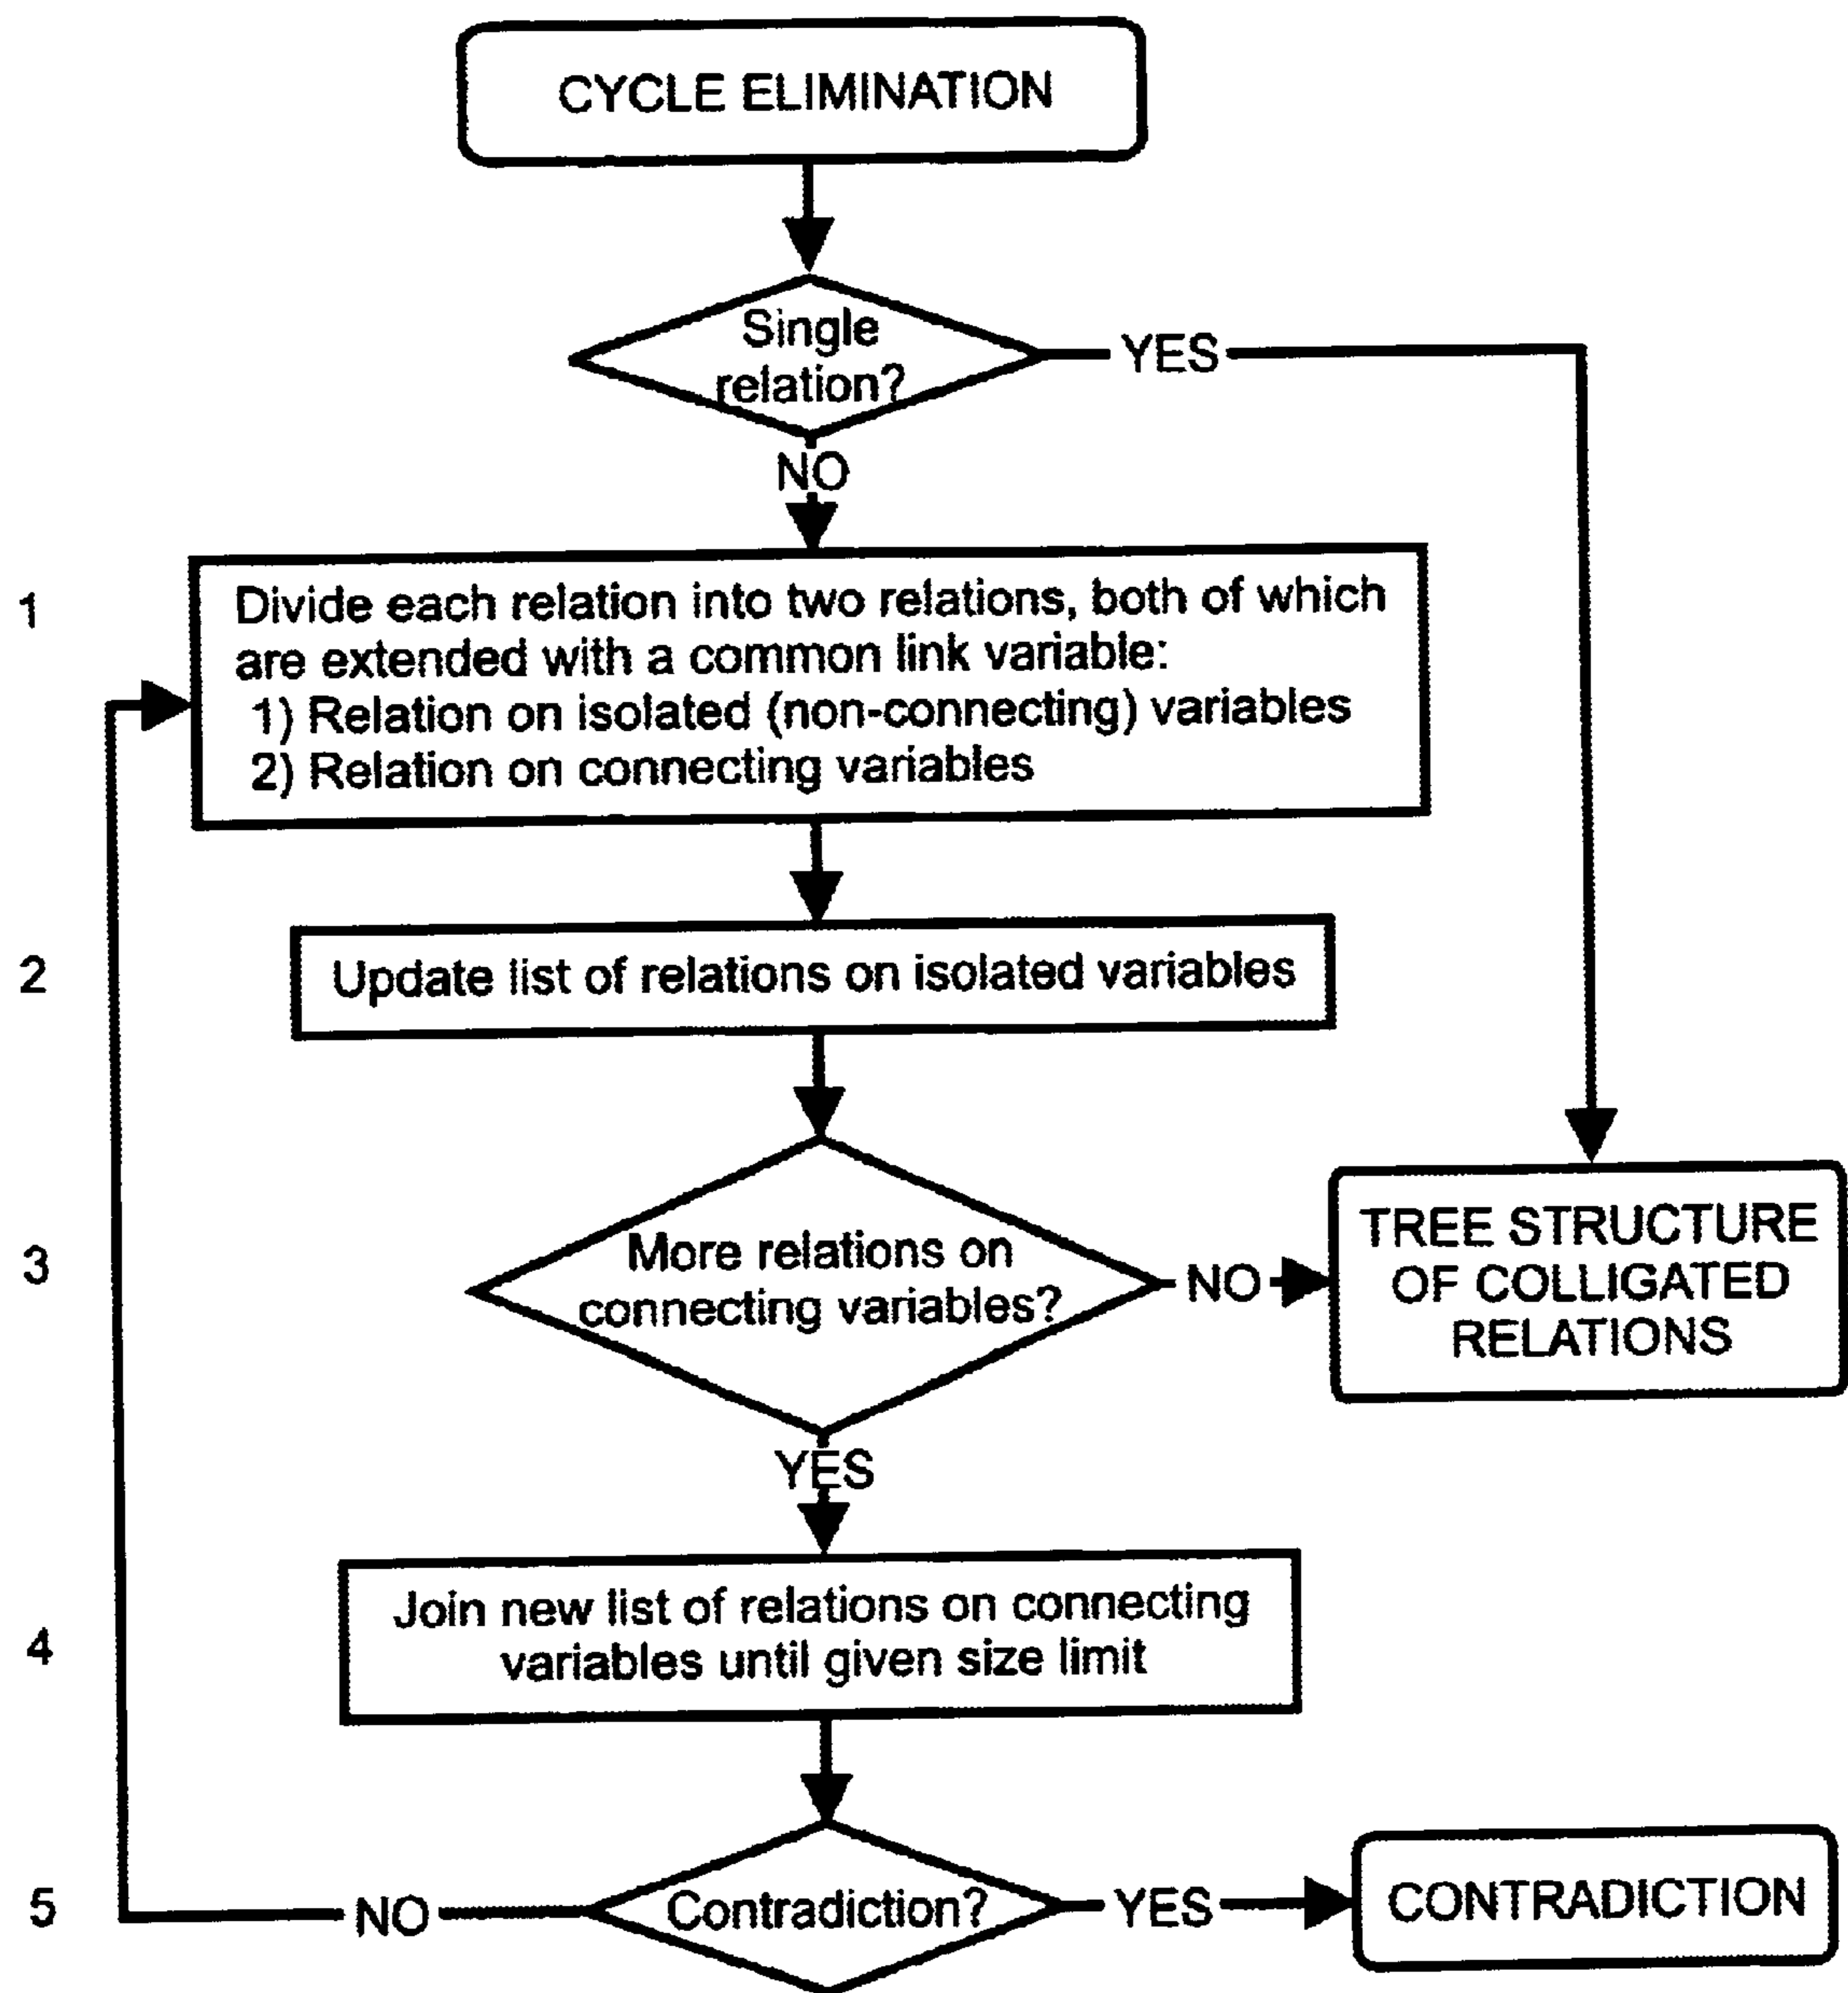 CYCLE ELIMINATION
Single
relation?
YES
NO
1
Divide each relation into two relations, both of which
are extended with a common link variable:
1) Relation on isolated (non-connecting) variables
2) Relation on connecting variables
2
Update list of relations on isolated variables
3
More relations on
connecting variables?
NO
TREE STRUCTURE
OF COLLIGATED
RELATIONS
YES
4
Join new list of relations on connecting
variables until given size limit
5
NO
Contradiction?
YES
CONTRADICTION